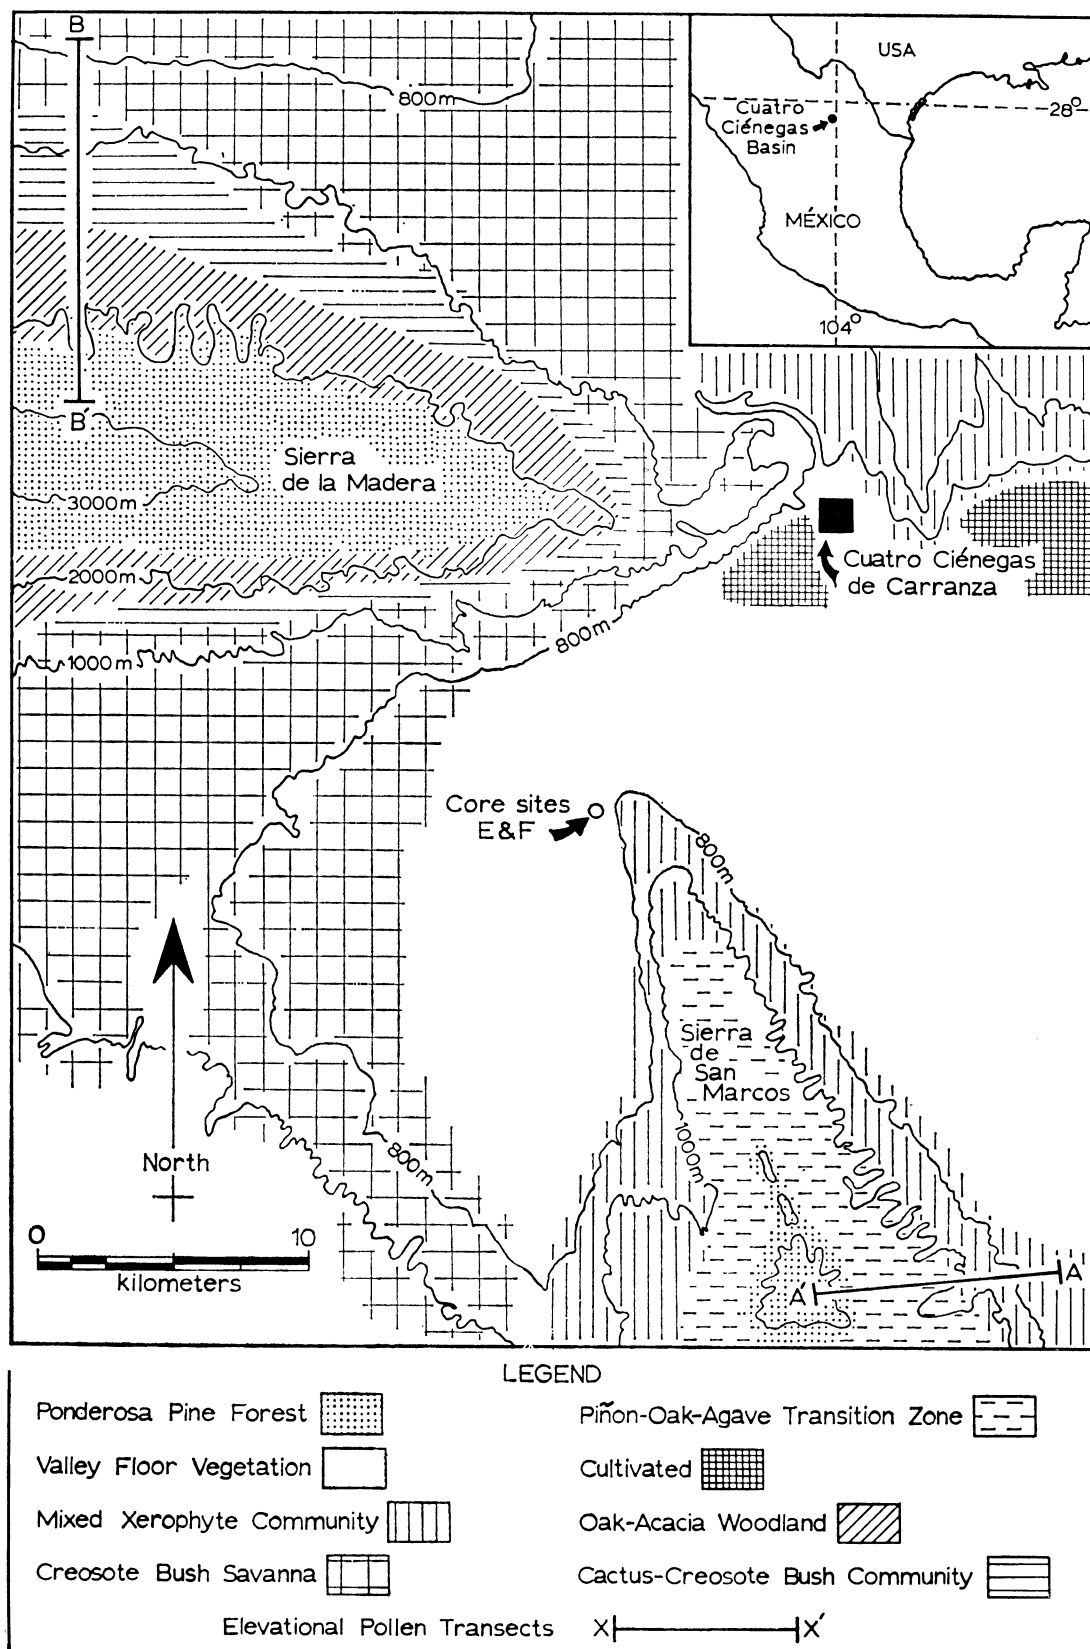 B
800m
USA
28°
Cuatro
Ciénegas
Basin
MÉXICO
104°
B'
Sierra
de la Madera
3000m
2000m
1000m
800m
Cuatro Ciénegas
de Carranza
Core sites
E&F
800m
Sierra
de
San
Marcos
1000m
North
800m
0 10
kilometers
A' A
LEGEND
Ponderosa Pine Forest
Piñon-Oak-Agave Transition Zone
Valley Floor Vegetation
Cultivated
Mixed Xerophyte Community
Oak-Acacia Woodland
Creosote Bush Savanna
Cactus-Creosote Bush Community
Elevational Pollen Transects X X'